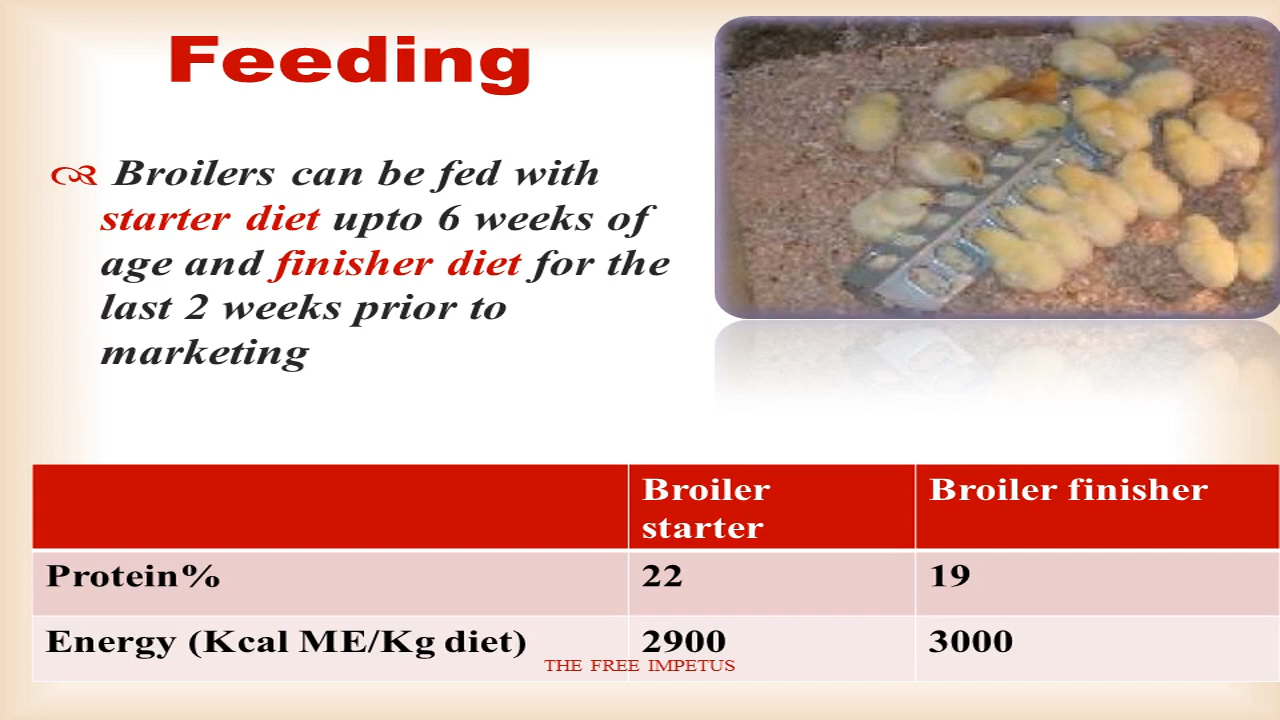 Feeding
Broilers can be fed with
starter diet upto 6 weeks of
age and finisher diet for the
last 2 weeks prior to
marketing
Broiler starter
Broiler finisher
Protein% 22 19
Energy (Kcal ME/Kg diet) 2900 3000
THE FREE IMPETUS